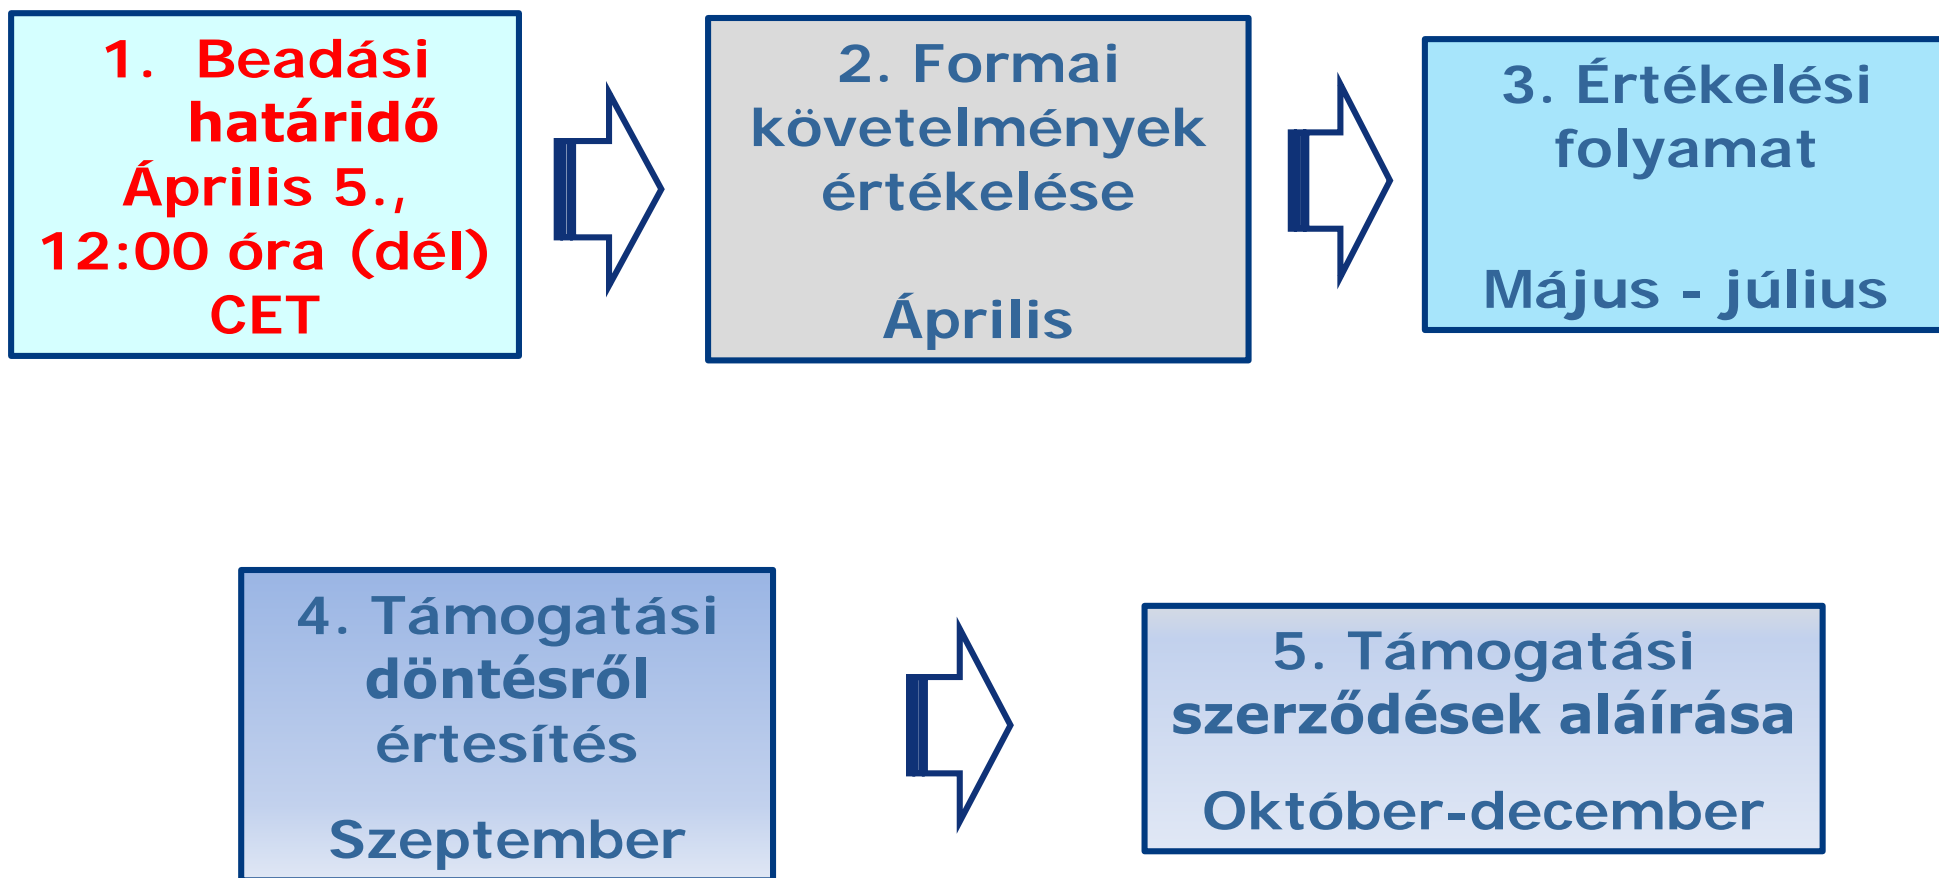 1. Beadási
határidő
Április 5.,
12:00 óra (dél)
CET
2. Formai
követelmények
értékelése
Április
3. Értékelési
folyamat
Május - július
4. Támogatási
döntésről
értesítés
Szeptember
5. Támogatási
szerződések aláírása
Október-december